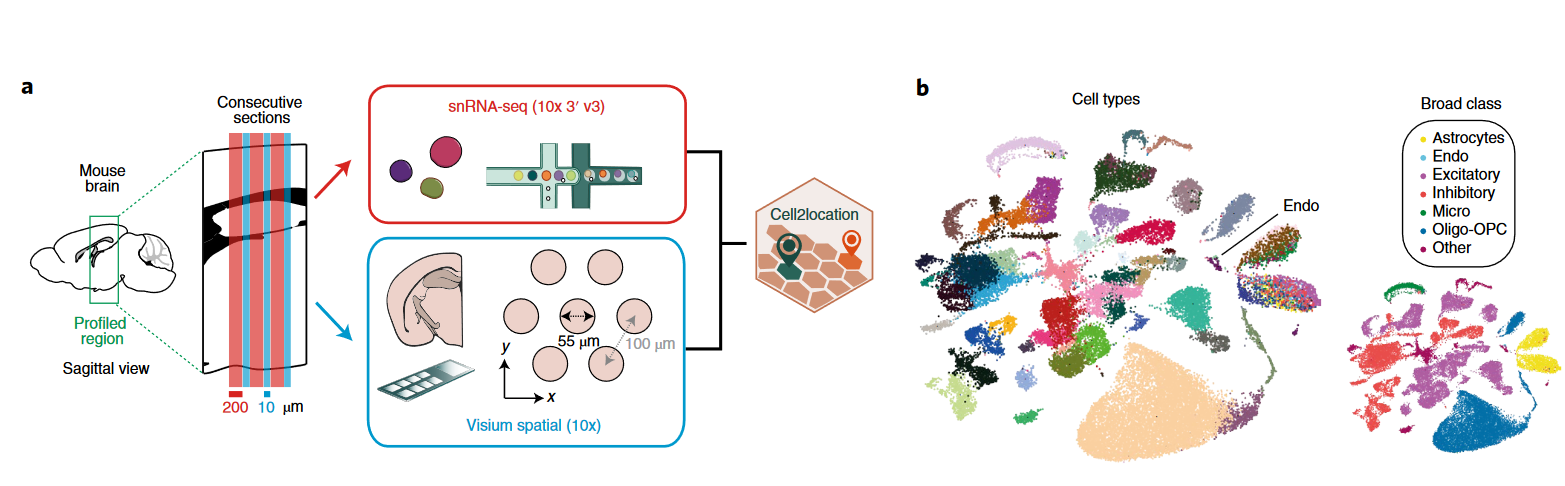 a
Consecutive
sections
Mouse
brain
Profiled
region
Sagittal view
200 10 μm
snRNA-seq (10x 3′ v3)
55 μm
100 μm
y
x
Visium spatial (10x)
Cell2location
b
Cell types
Endo
Broad class
Astrocytes
Endo
Excitatory
Inhibitory
Micro
Oligo-OPC
Other